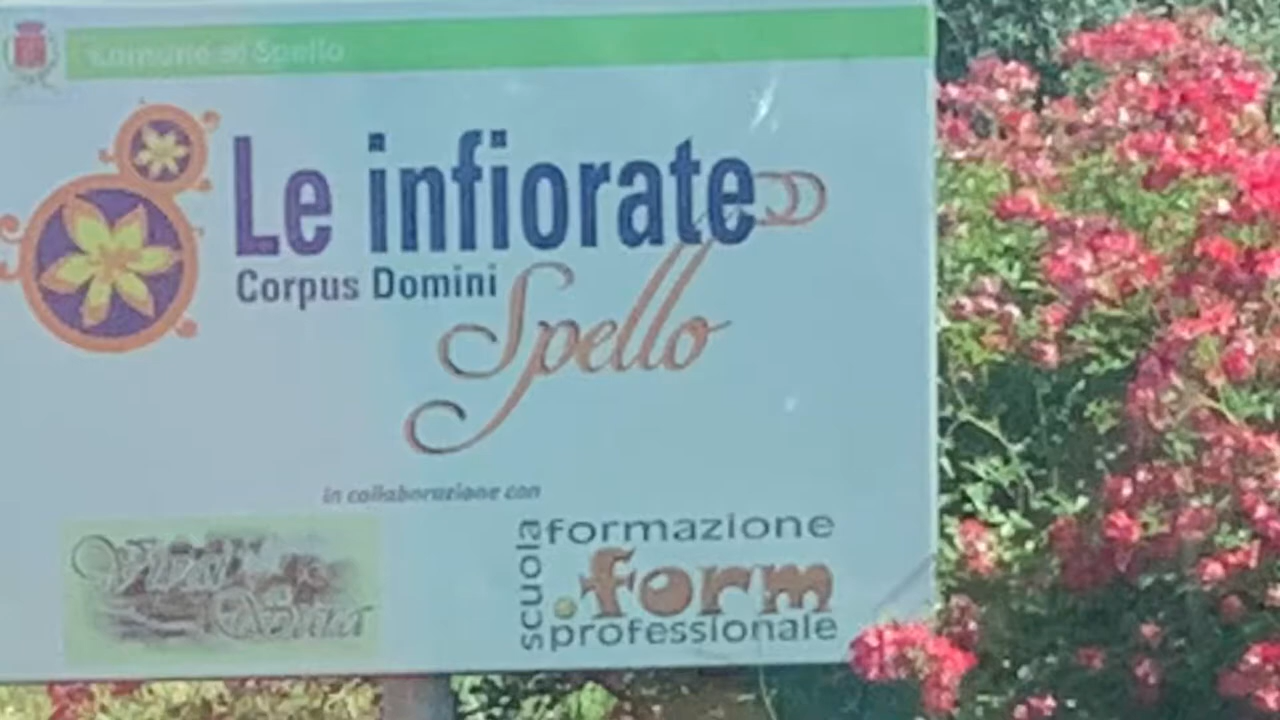 Comune di Spello
Le infiorate
Corpus Domini
Spello
in collaborazione con
scuola
formazione
.form
professionale